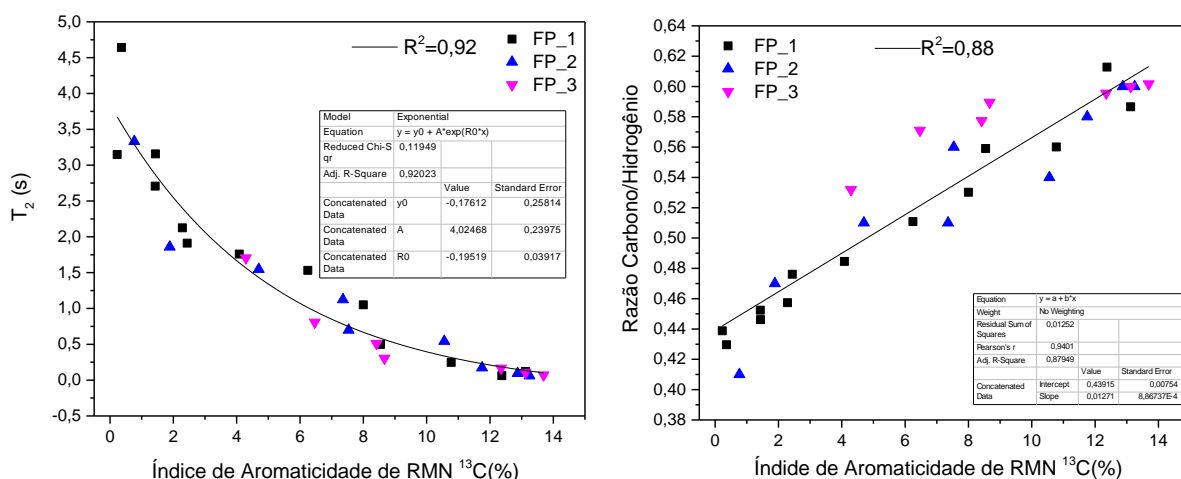 5,0
4,5
4,0
3,5
3,0
2,5
2,0
1,5
1,0
0,5
0,0
-0,5
T2 (s)
R2=0,92
FP_1
FP_2
FP_3
Model Exponential
Equation y = y0 + A*exp(R0*x)
Reduced Chi-S
qr 0,11949
Adj. R-Square 0,92023
Value Standard Error
Concatenated
Data y0 -0,17612 0,25814
Concatenated
Data A 4,02468 0,23975
Concatenated
Data R0 -0,19519 0,03917
0 2 4 6 8 10 12 14
Índice de Aromaticidade de RMN 13C(%)
0,64
0,62
0,60
0,58
0,56
0,54
0,52
0,50
0,48
0,46
0,44
0,42
0,40
0,38
Razão Carbono/Hidrogênio
FP_1
FP_2
FP_3
R2=0,88
Equation y = a + b*x
Weight No Weighting
Residual Sum of
Squares 0,01252
Pearson's r 0,9401
Adj. R-Square 0,87949
Value Standard Error
Concatenated
Data Intercept 0,43915 0,00754
Slope 0,01271 8,86737E-4
0 2 4 6 8 10 12 14
Índide de Aromaticidade de RMN 13C(%)